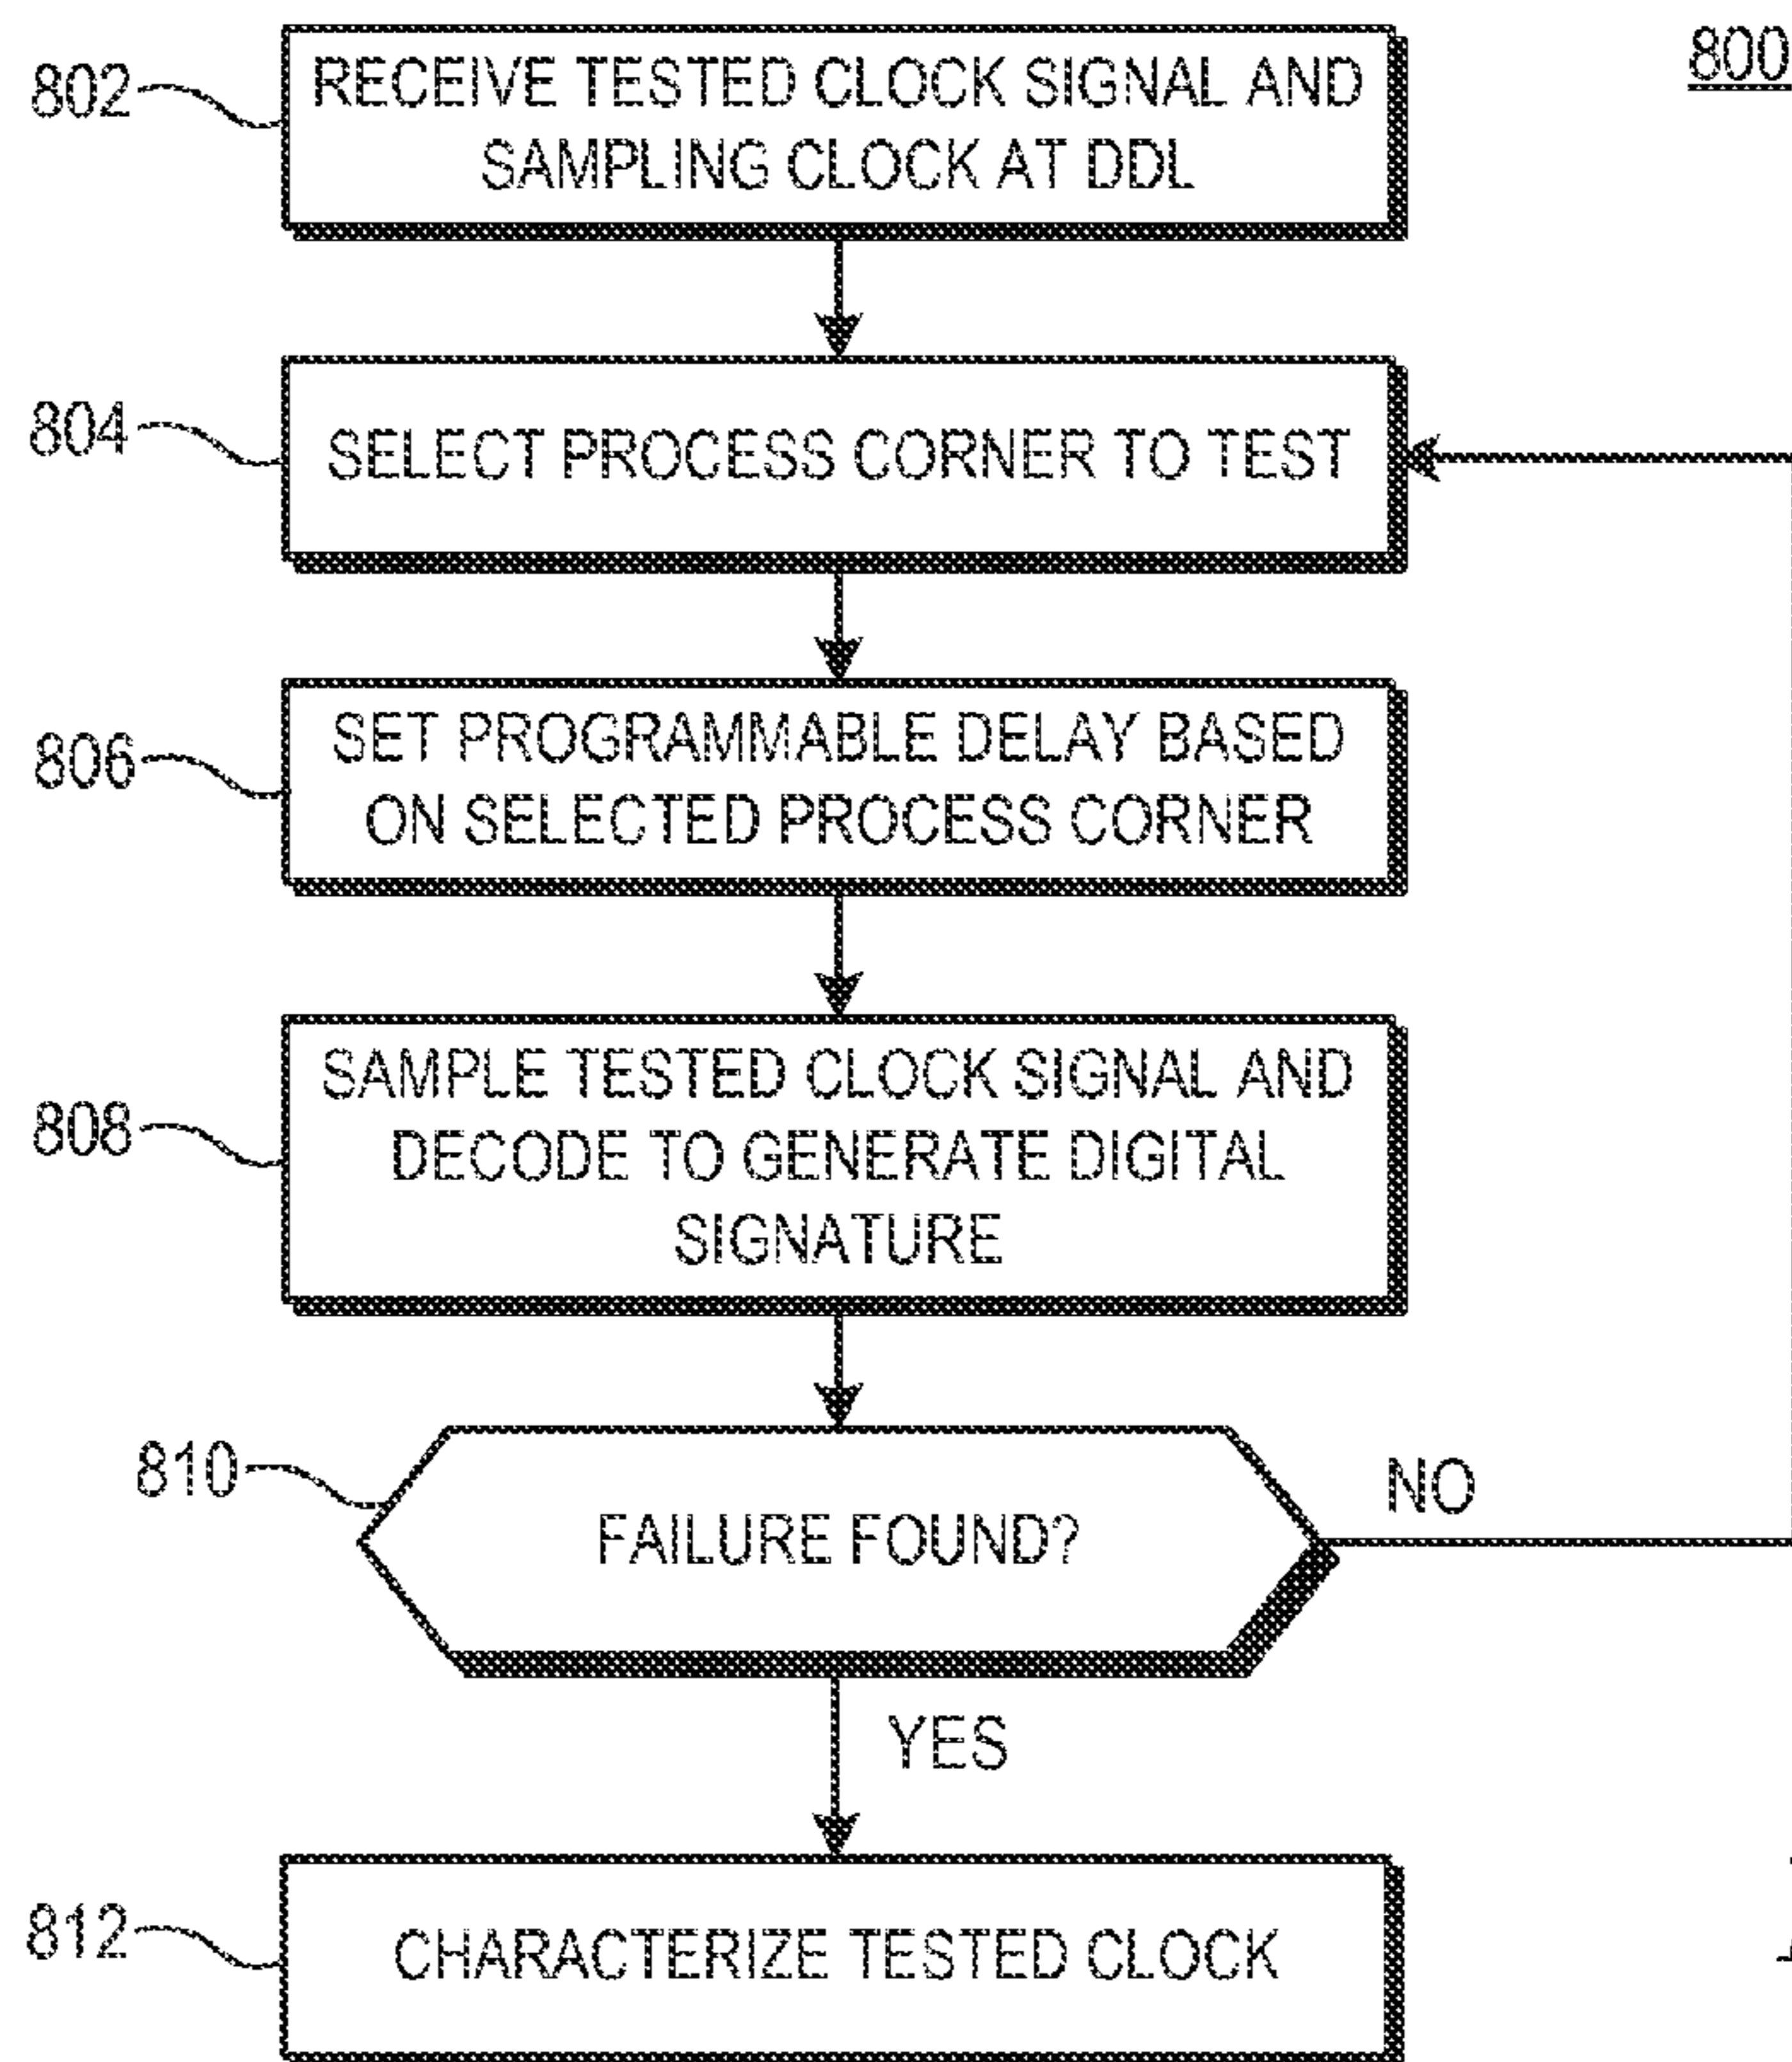 800
802
RECEIVE TESTED CLOCK SIGNAL AND
SAMPLING CLOCK AT DDL
804
SELECT PROCESS CORNER TO TEST
806
SET PROGRAMMABLE DELAY BASED
ON SELECTED PROCESS CORNER
808
SAMPLE TESTED CLOCK SIGNAL AND
DECODE TO GENERATE DIGITAL
SIGNATURE
810
FAILURE FOUND?
NO
YES
812
CHARACTERIZE TESTED CLOCK